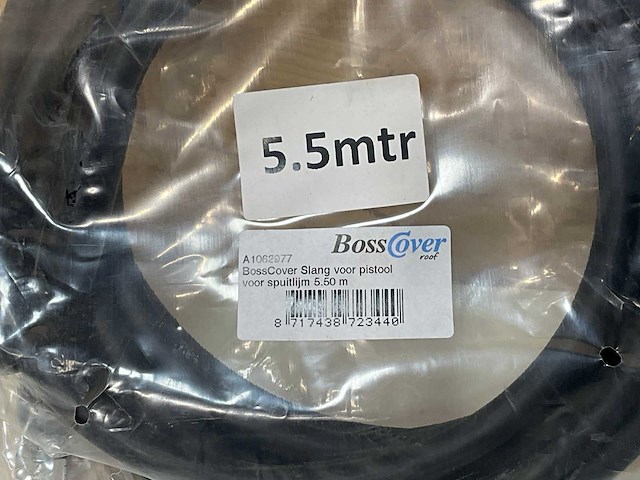 5.5mtr
BossCover
roof
A1062977
BossCover Slang voor pistool
voor spuitlijm 5.50 m
8 717438 723440